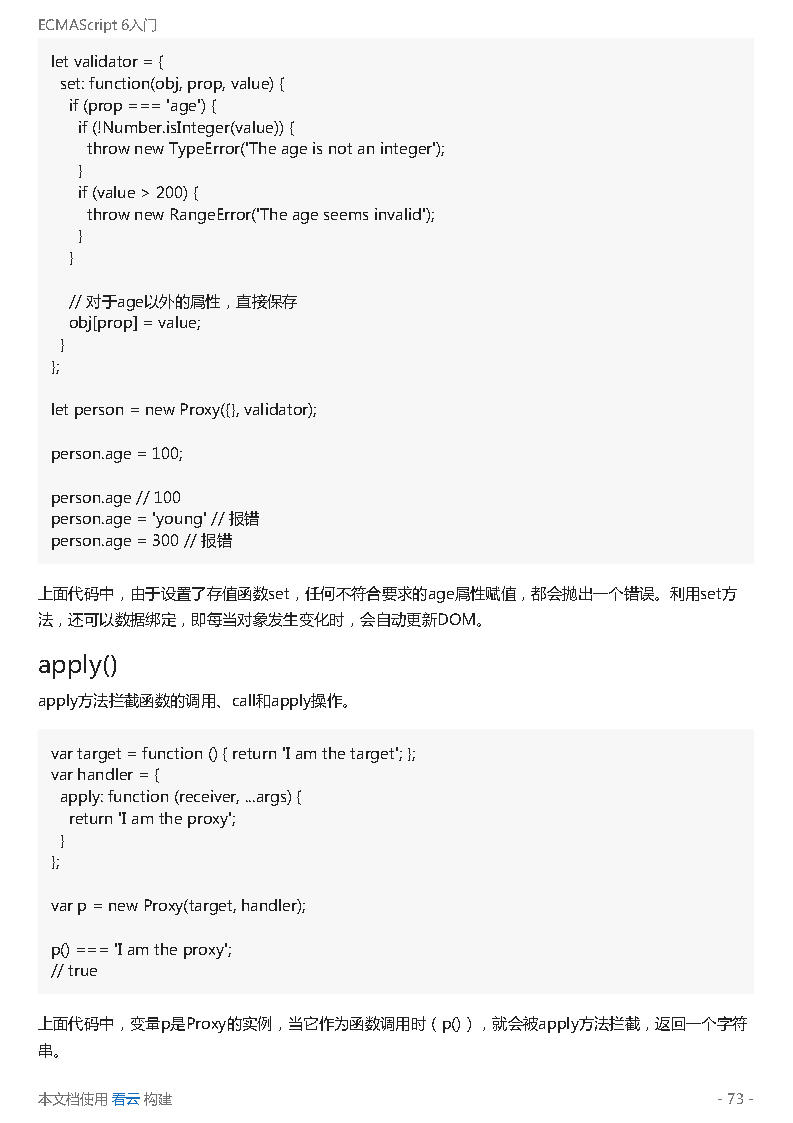 ECMAScript 6入门
let validator = {
  set: function(obj, prop, value) {
    if (prop === 'age') {
      if (!Number.isInteger(value)) {
        throw new TypeError('The age is not an integer');
      }
      if (value > 200) {
        throw new RangeError('The age seems invalid');
      }
    }

    // 对于age以外的属性，直接保存
    obj[prop] = value;
  }
};

let person = new Proxy({}, validator);

person.age = 100;

person.age // 100
person.age = 'young' // 报错
person.age = 300 // 报错
上面代码中，由于设置了存值函数set，任何不符合要求的age属性赋值，都会抛出一个错误。利用set方
法，还可以数据绑定，即每当对象发生变化时，会自动更新DOM。
apply()
apply方法拦截函数的调用、call和apply操作。
var target = function () { return 'I am the target'; };
var handler = {
  apply: function (receiver, ...args) {
    return 'I am the proxy';
  }
};

var p = new Proxy(target, handler);

p() === 'I am the proxy';
// true
上面代码中，变量p是Proxy的实例，当它作为函数调用时（p()），就会被apply方法拦截，返回一个字符
串。
本文档使用 看云 构建
- 73 -